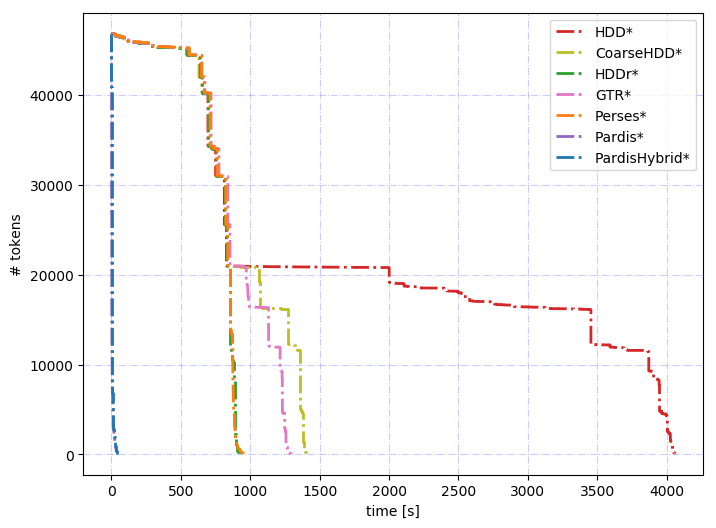 HDD*
CoarseHDD*
HDDr*
GTR*
Perses*
Pardis*
PardisHybrid*
# tokens
40000
30000
20000
10000
0
0 500 1000 1500 2000 2500 3000 3500 4000
time [s]